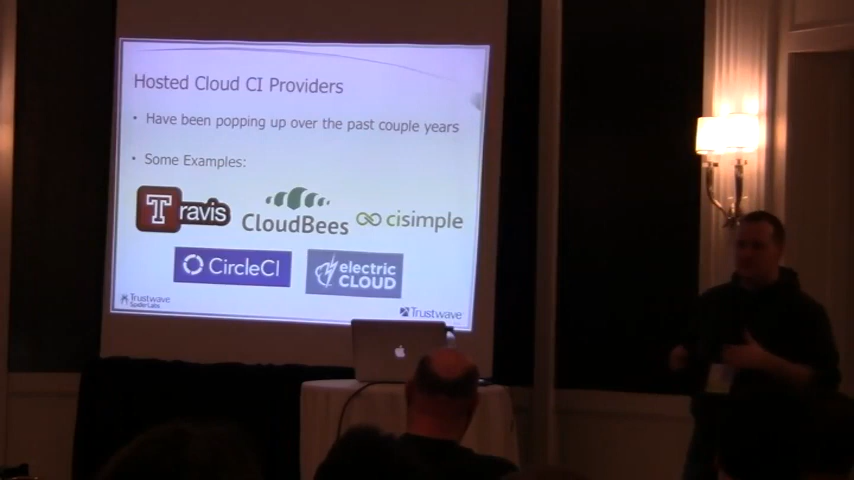 Hosted Cloud CI Providers
• Have been popping up over the past couple years
• Some Examples:
Travis
CloudBees
cisimple
CircleCI
electric
CLOUD
Trustwave
SpiderLabs
Trustwave